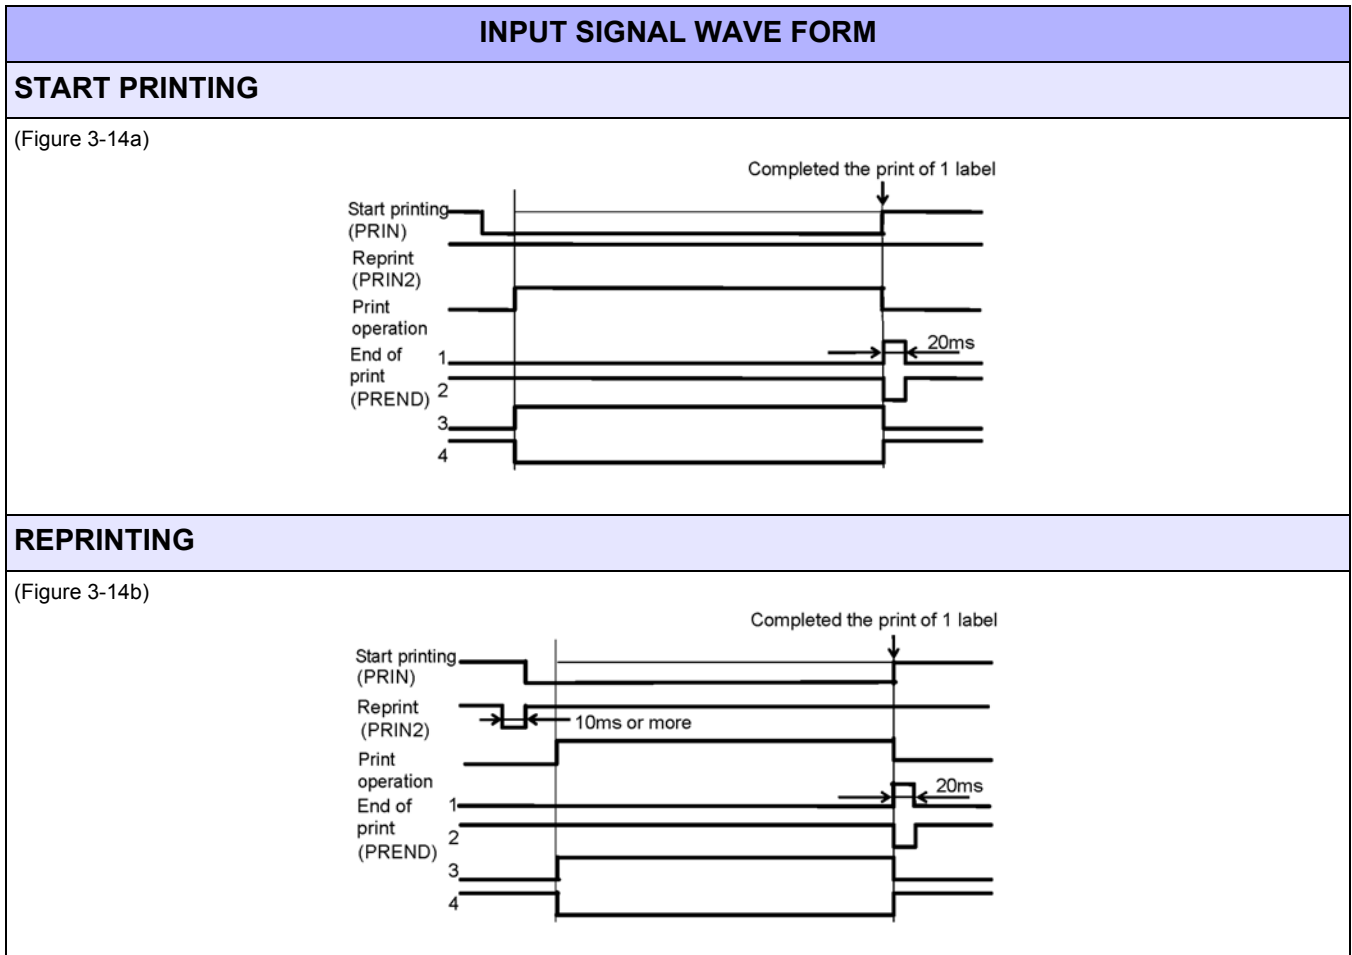 INPUT SIGNAL WAVE FORM
START PRINTING
(Figure 3-14a)
Completed the print of 1 label
Start printing
(PRIN)
Reprint
(PRIN2)
Print
operation
20ms
End of 1
print
(PREND) 2
3
4
REPRINTING
(Figure 3-14b)
Completed the print of 1 label
Start printing
(PRIN)
Reprint
(PRIN2)
10ms or more
Print
operation
20ms
End of 1
print
2
(PREND)
3
4